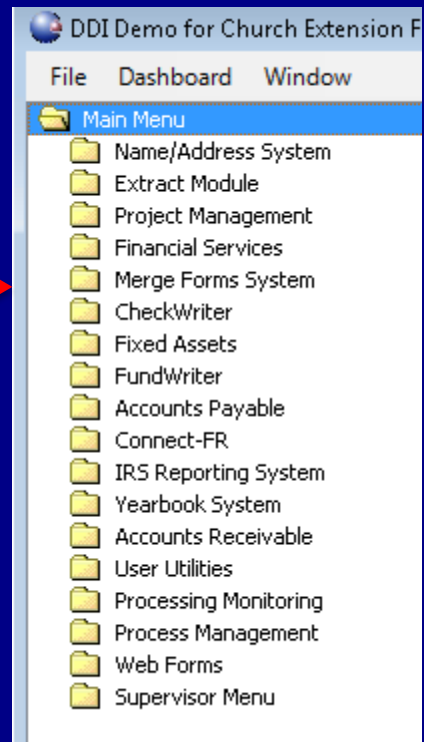 DDI Demo for Church Extension F
File Dashboard Window
Main Menu
Name/Address System
Extract Module
Project Management
Financial Services
Merge Forms System
CheckWriter
Fixed Assets
FundWriter
Accounts Payable
Connect-FR
IRS Reporting System
Yearbook System
Accounts Receivable
User Utilities
Processing Monitoring
Process Management
Web Forms
Supervisor Menu